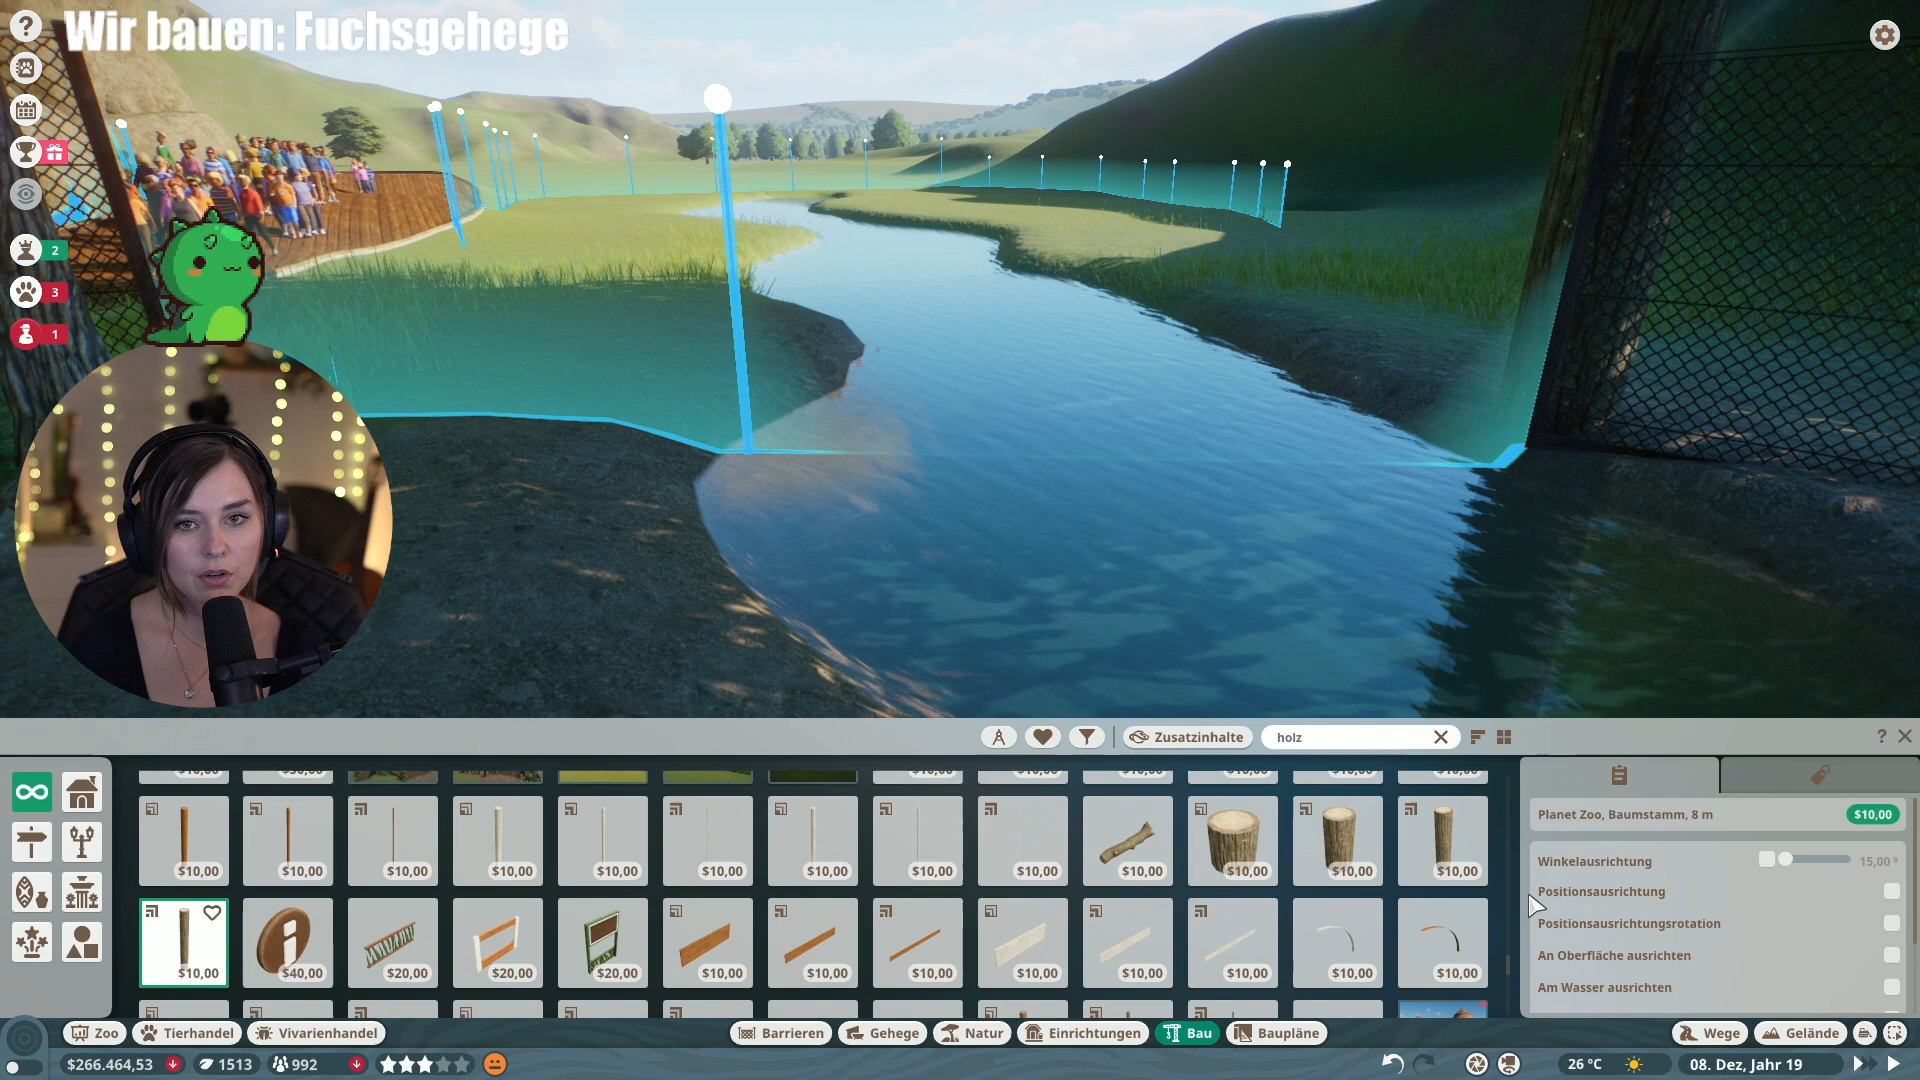 Wir bauen: Fuchsgehege
2
3
1
Zusatzinhalte
holz
?
$10,00 $10,00 $10,00 $10,00 $10,00 $10,00 $10,00 $10,00 $10,00 $10,00 $10,00 $10,00 $10,00
$10,00 $40,00 $20,00 $20,00 $20,00 $10,00 $10,00 $10,00 $10,00 $10,00 $10,00 $10,00 $10,00
Planet Zoo, Baumstamm, 8 m $10,00
Winkelausrichtung 15,00 °
Positionsausrichtung
Positionsausrichtungsrotation
An Oberfläche ausrichten
Am Wasser ausrichten
Zoo Tierhandel Vivarienhandel Barrieren Gehege Natur Einrichtungen Bau Baupläne Wege Gelände
$266.464,53 1513 992 26 °C 08. Dez, Jahr 19